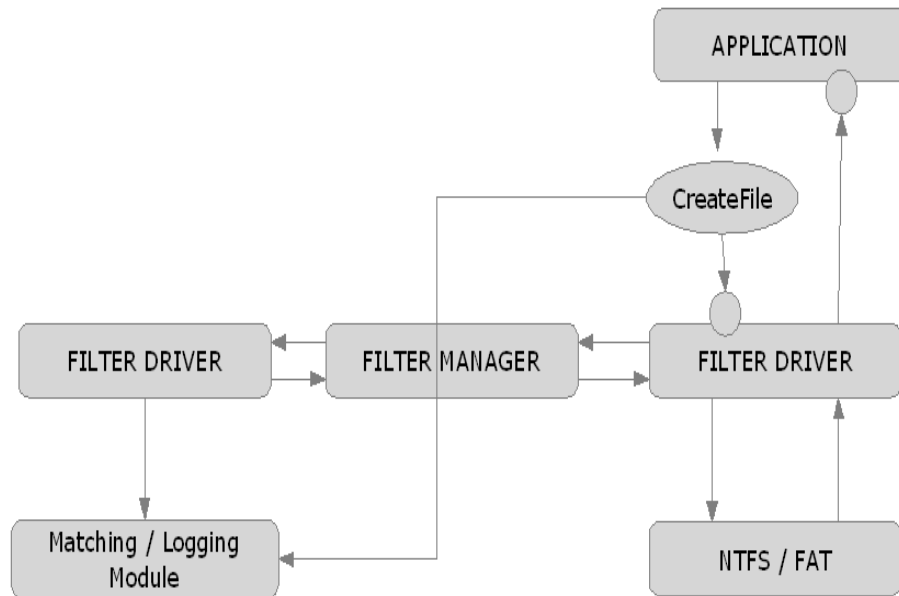 APPLICATION
CreateFile
FILTER DRIVER
FILTER MANAGER
FILTER DRIVER
Matching / Logging
Module
NTFS / FAT